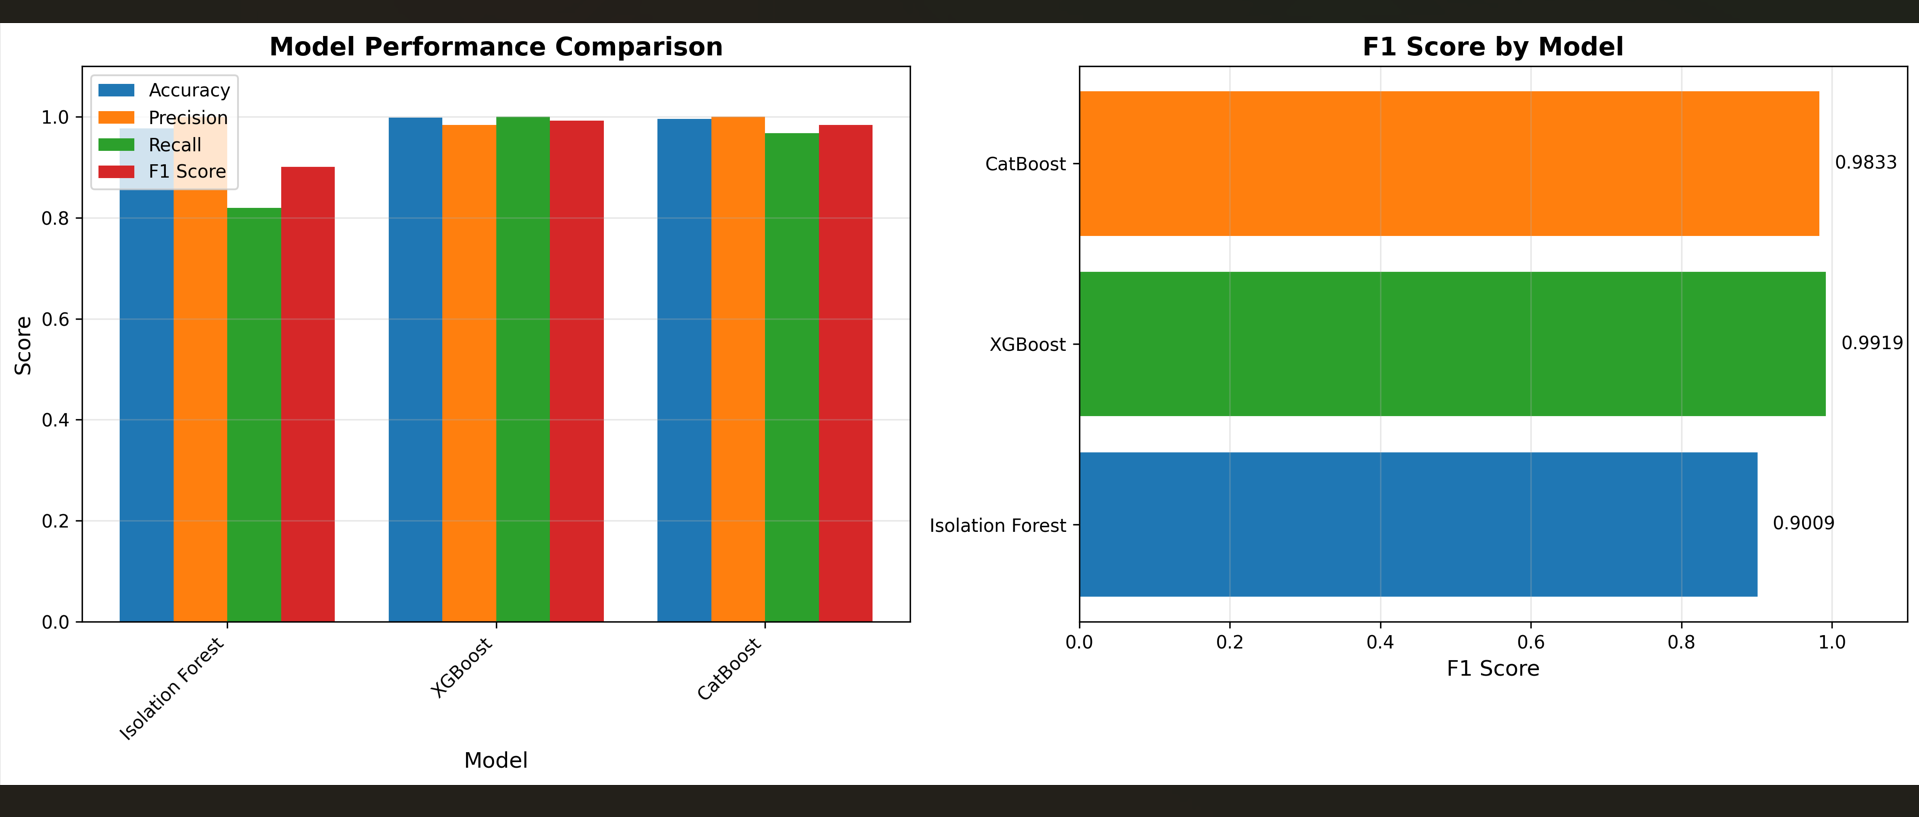 Model Performance Comparison
Accuracy
Precision
Recall
F1 Score
1.0
0.8
0.6
0.4
0.2
0.0
Score
Isolation Forest
XGBoost
CatBoost
Model
F1 Score by Model
CatBoost
0.9833
XGBoost
0.9919
Isolation Forest
0.9009
0.0 0.2 0.4 0.6 0.8 1.0
F1 Score